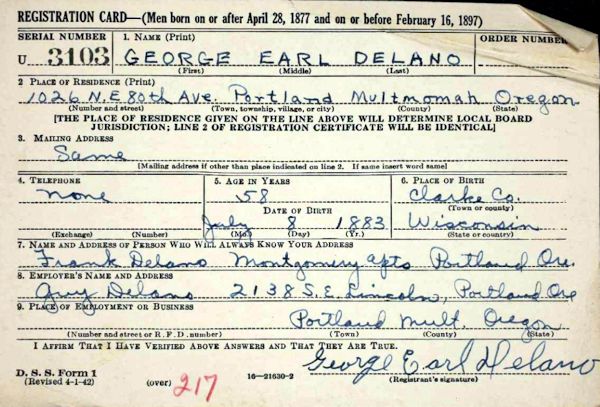 REGISTRATION CARD—(Men born on or after April 28, 1877 and on or before February 16, 1897)
SERIAL NUMBER 1. NAME (Print) ORDER NUMBER
U 3103 GEORGE EARL DELANO
(First) (Middle) (Last)
2 PLACE OF RESIDENCE (Print)
1026 N.E 80th Ave. Portland Multnomah Oregon
(Number and street) (Town, township, village, or city) (County) (State)
[THE PLACE OF RESIDENCE GIVEN ON THE LINE ABOVE WILL DETERMINE LOCAL BOARD
JURISDICTION; LINE 2 OF REGISTRATION CERTIFICATE WILL BE IDENTICAL]
3. MAILING ADDRESS
Same
[Mailing address if other than place indicated on line 2. If same insert word same]
4. TELEPHONE 5. AGE IN YEARS 6. PLACE OF BIRTH
none 58 Clarke Co.
DATE OF BIRTH (Town or county)
July 8 1883 Wisconsin
(Exchange) (Number) (Mo.) (Day) (Yr.) (State or country)
7. NAME AND ADDRESS OF PERSON WHO WILL ALWAYS KNOW YOUR ADDRESS
Frank Delano Montgomery apts Portland Ore.
8. EMPLOYER'S NAME AND ADDRESS
Guy Delano 2138 S.E. Lincoln, Portland Ore
9. PLACE OF EMPLOYMENT OR BUSINESS
Portland Mult. Oregon
(Number and street or R. F. D. number) (Town) (County) (State)
I AFFIRM THAT I HAVE VERIFIED ABOVE ANSWERS AND THAT THEY ARE TRUE.
George Earl Delano
D. S. S. Form 1
(Revised 4-1-42) (over) 217 16—21630-2 (Registrant's signature)